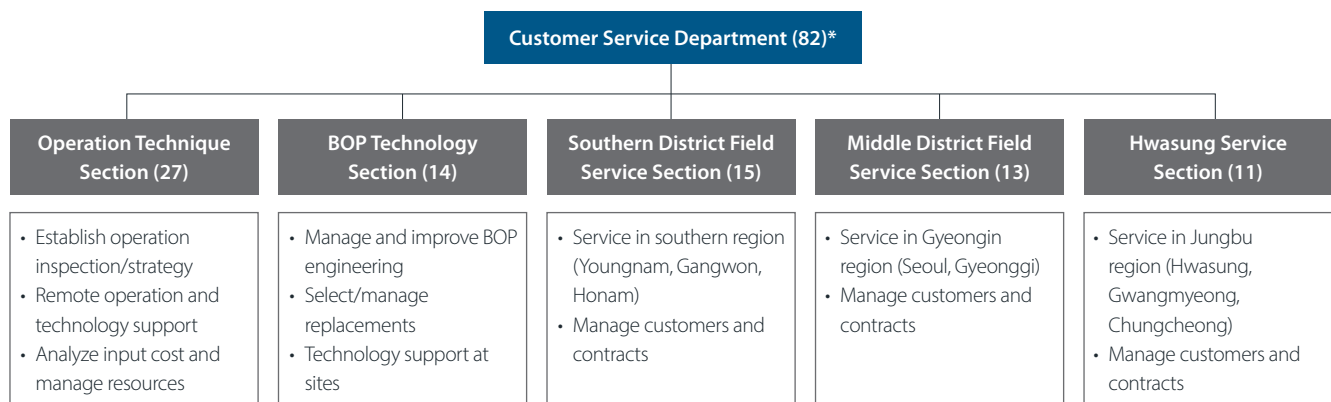 Customer Service Department (82)*
Operation Technique
Section (27)
BOP Technology
Section (14)
Southern District Field
Service Section (15)
Middle District Field
Service Section (13)
Hwasung Service
Section (11)
• Establish operation
inspection/strategy
• Remote operation and
technology support
• Analyze input cost and
manage resources
• Manage and improve BOP
engineering
• Select/manage
replacements
• Technology support at
sites
• Service in southern region
(Youngnam, Gangwon,
Honam)
• Manage customers and
contracts
• Service in Gyeongin
region (Seoul, Gyeonggi)
• Manage customers and
contracts
• Service in Jungbu
region (Hwasung,
Gwangmyeong,
Chungcheong)
• Manage customers and
contracts